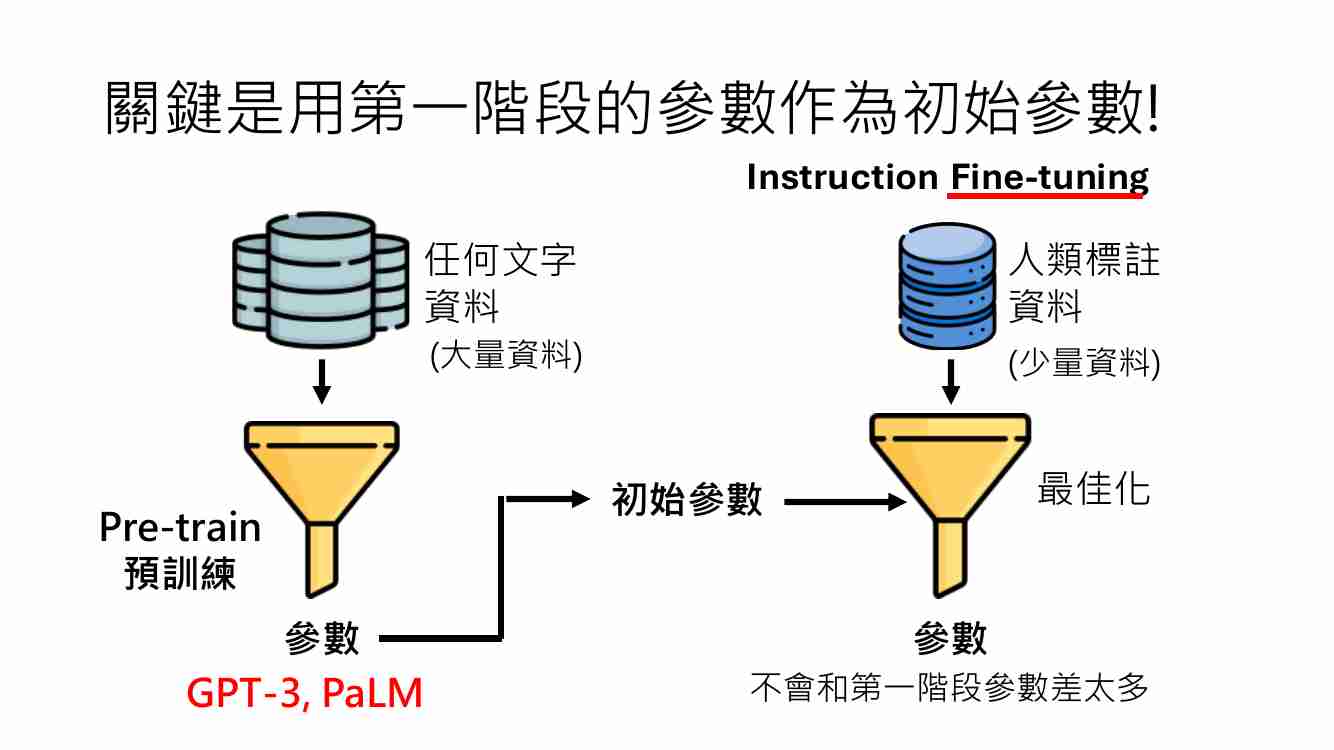 關鍵是用第一階段的參數作為初始參數!
Instruction Fine-tuning
任何文字
資料
(大量資料)
人類標註
資料
(少量資料)
Pre-train
預訓練
初始參數
最佳化
參數
GPT-3, PaLM
參數
不會和第一階段參數差太多